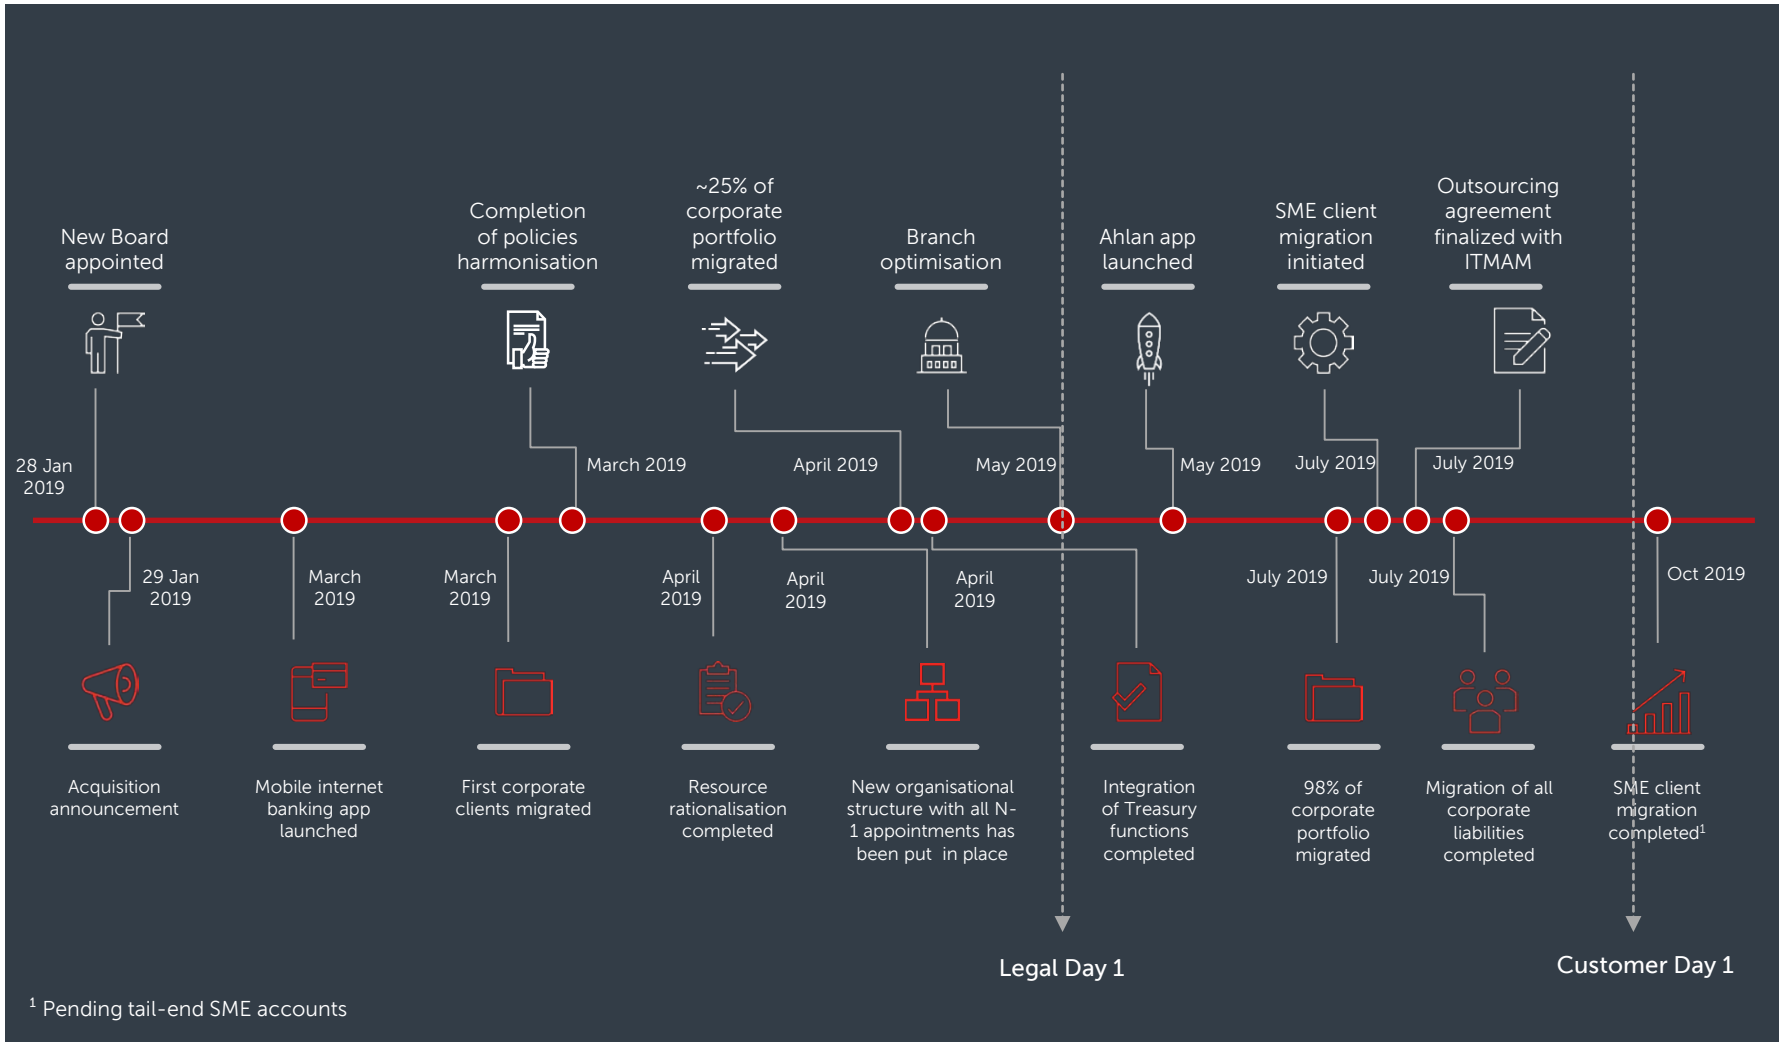 New Board
appointed
Completion
of policies
harmonisation
~25% of
corporate
portfolio
migrated
Branch
optimisation
Ahlan app
launched
SME client
migration
initiated
Outsourcing
agreement
finalized with
ITMAM
28 Jan
2019
March 2019
April 2019
May 2019
May 2019
July 2019
July 2019
29 Jan
2019
March
2019
March
2019
April
2019
April
2019
April
2019
July 2019
July 2019
Oct 2019
Acquisition
announcement
Mobile internet
banking app
launched
First corporate
clients migrated
Resource
rationalisation
completed
New organisational
structure with all N-
1 appointments has
been put  in place
Integration
of Treasury
functions
completed
98% of
corporate
portfolio
migrated
Migration of all
corporate
liabilities
completed
SME client
migration
completed¹
Legal Day 1
Customer Day 1
¹ Pending tail-end SME accounts